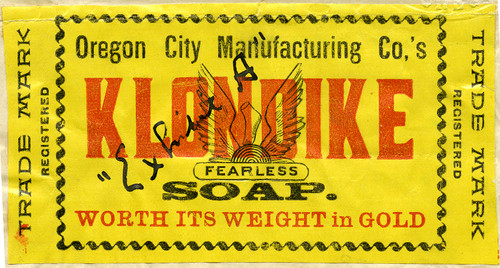 TRADE MARK
REGISTERED
Oregon City Manufacturing Co,'s
KLONDIKE
"Exhibit A"
FEARLESS
SOAP.
WORTH ITS WEIGHT in GOLD
REGISTERED
TRADE MARK